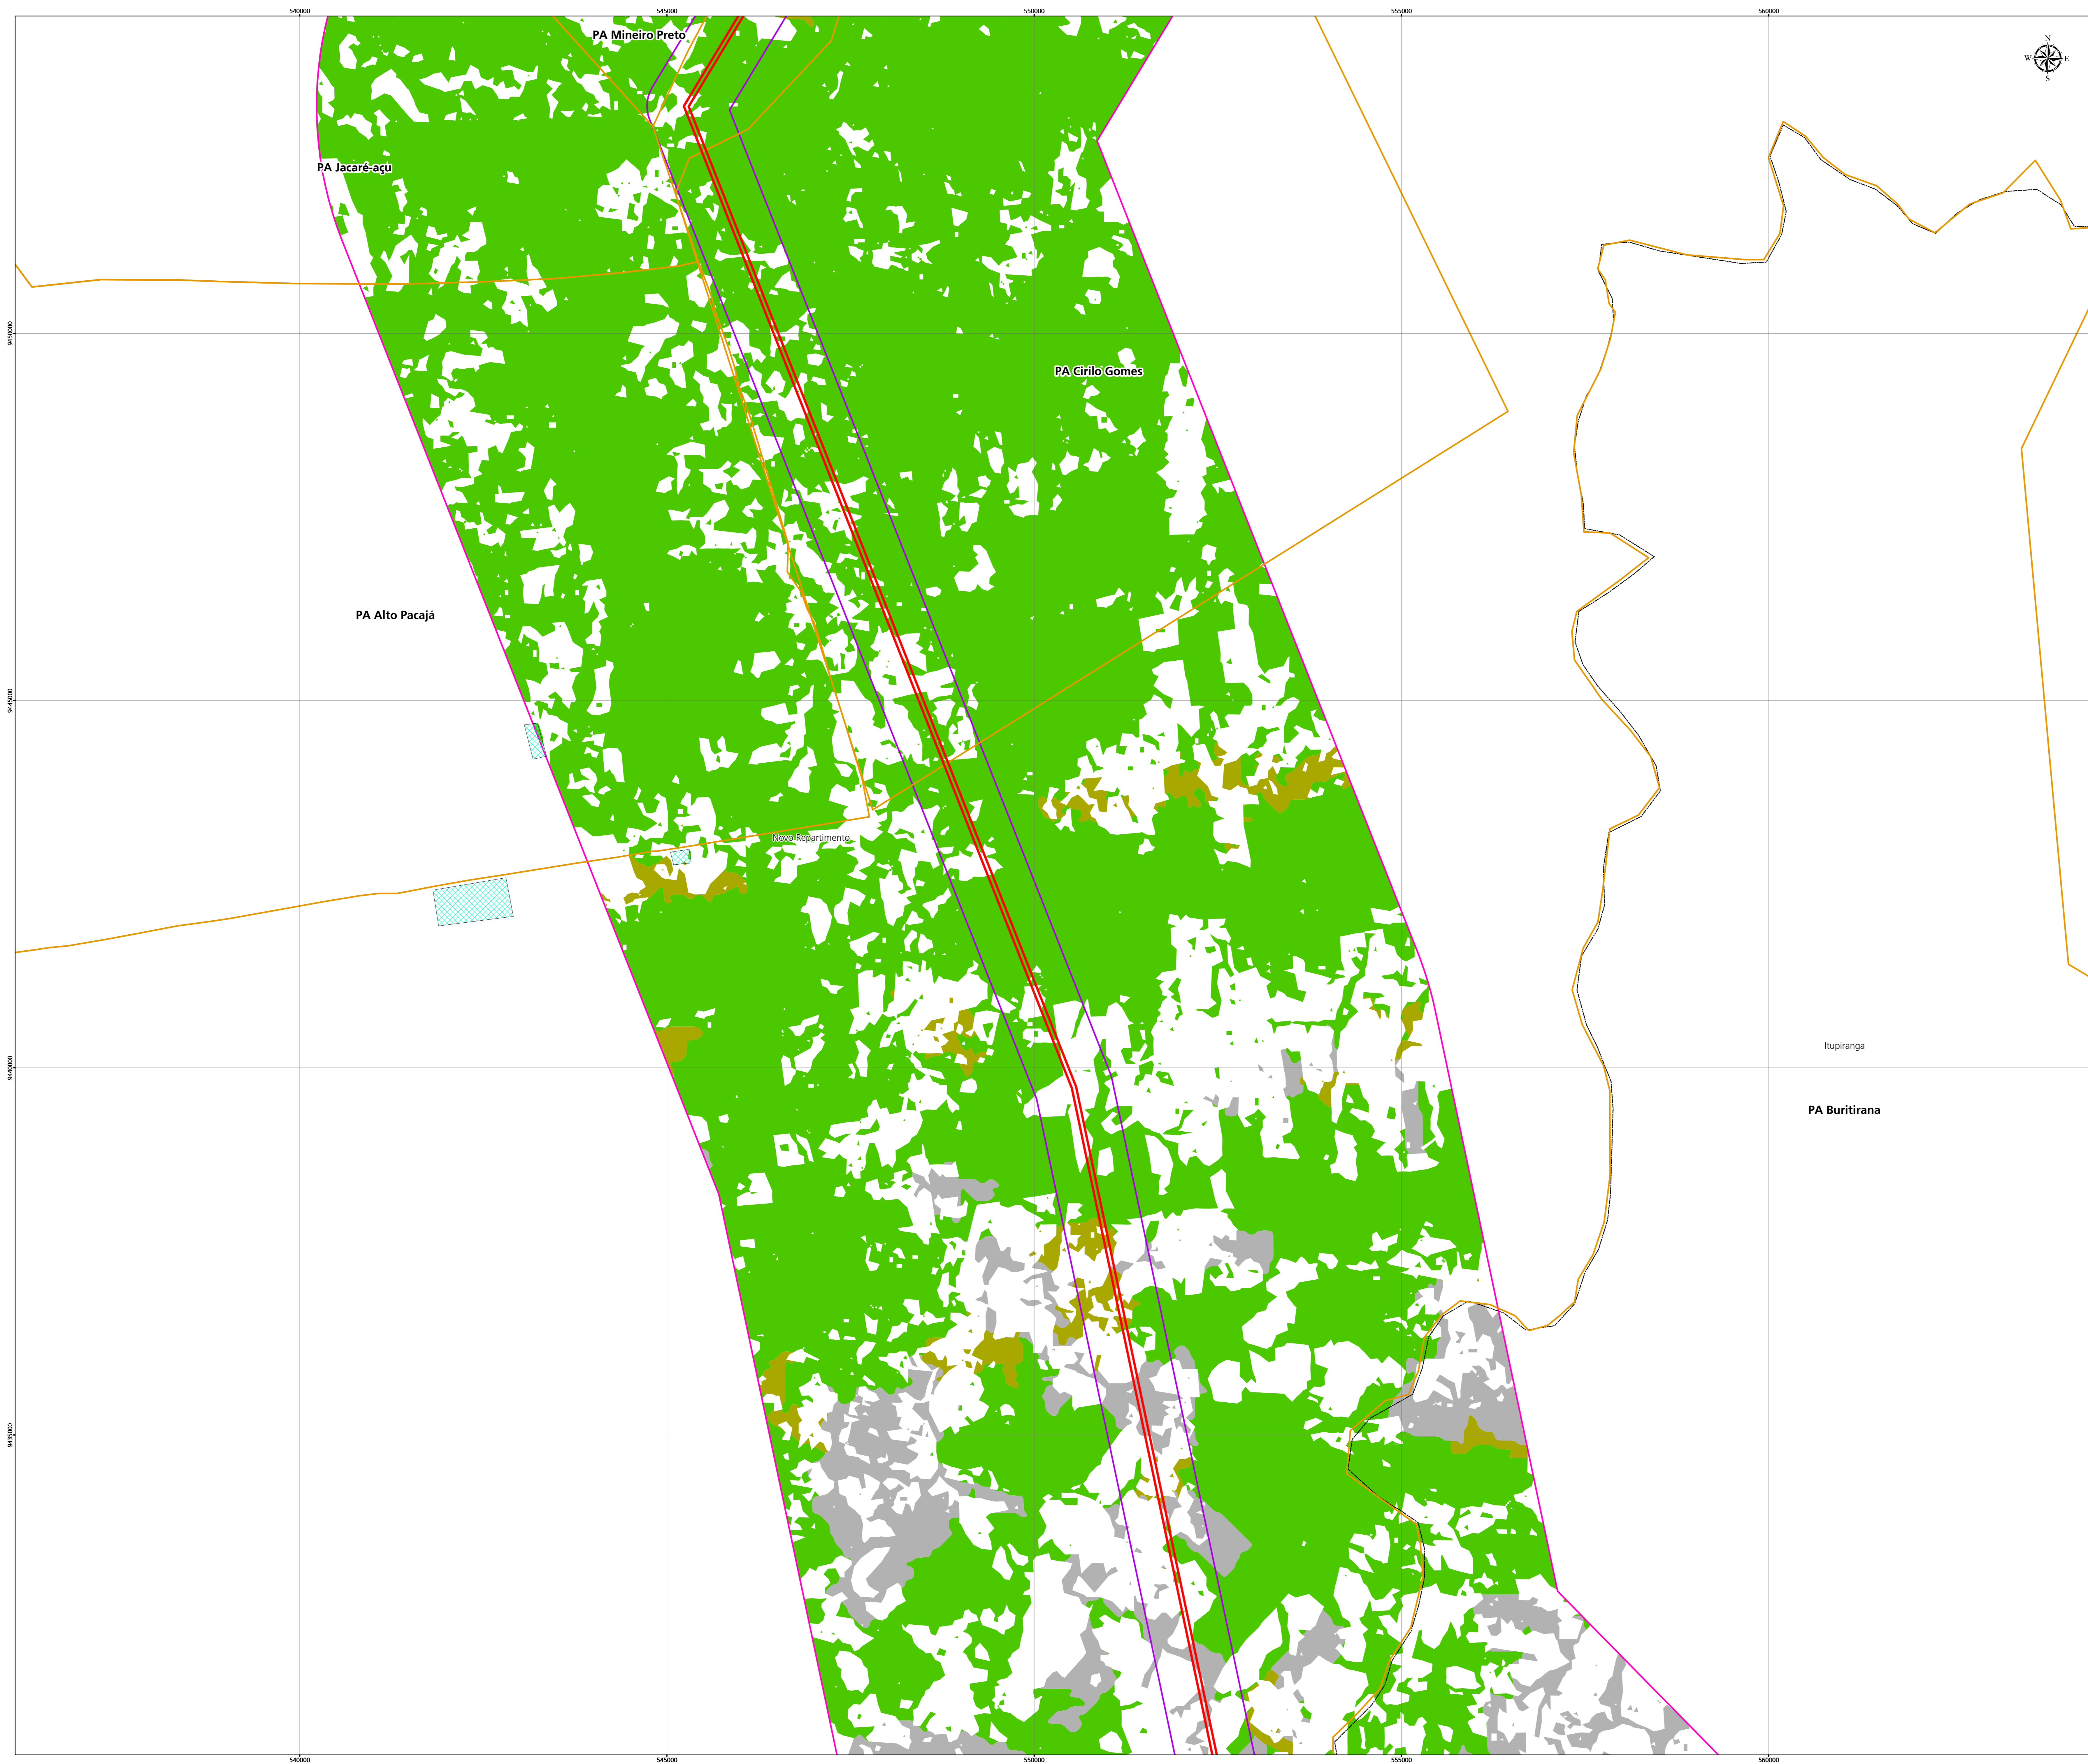 540000
545000
550000
555000
560000
PA Mineiro Preto
N
W
E
S
PA Jacaré-açu
9450000
PA Cirilo Gomes
PA Alto Pacajá
9445000
Novo Repartimento
Itupiranga
9440000
PA Buritirana
9435000
540000
545000
550000
555000
560000